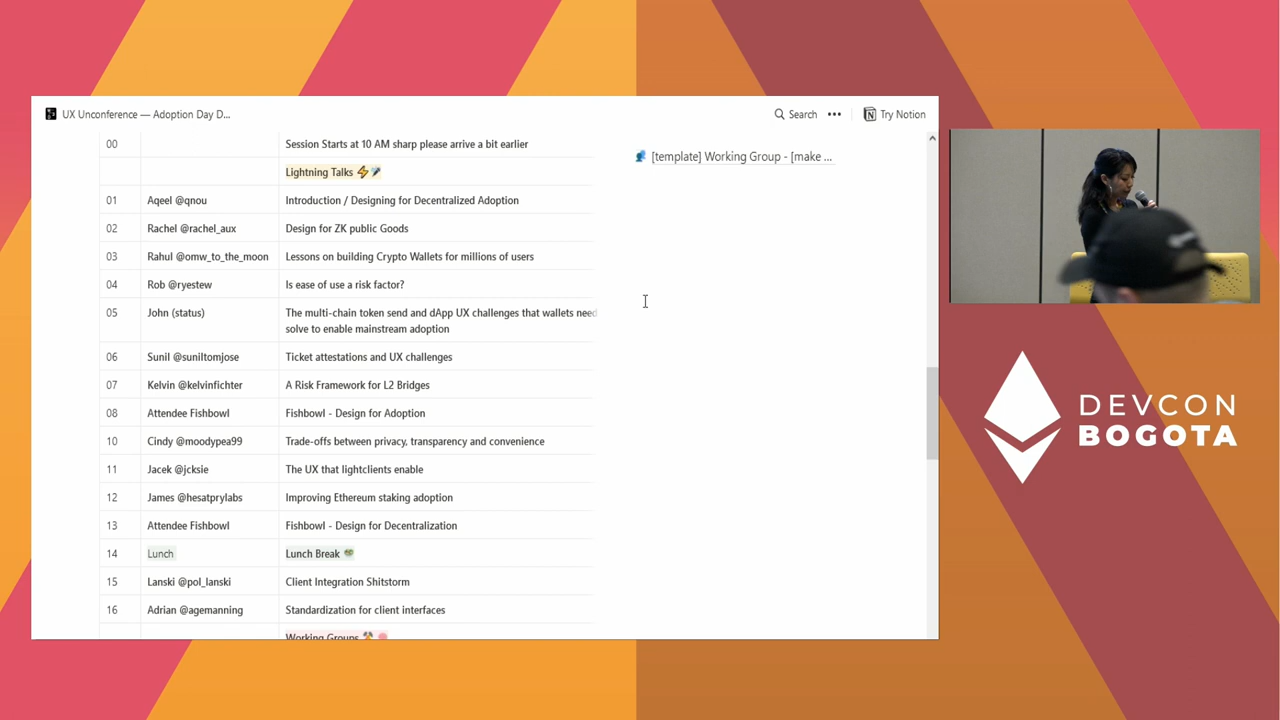 UX Unconference — Adoption Day D...
Search
Try Notion
00 Session Starts at 10 AM sharp please arrive a bit earlier
Lightning Talks
01 Aqeel @qnou Introduction / Designing for Decentralized Adoption
02 Rachel @rachel_aux Design for ZK public Goods
03 Rahul @omw_to_the_moon Lessons on building Crypto Wallets for millions of users
04 Rob @ryestew Is ease of use a risk factor?
05 John (status) The multi-chain token send and dApp UX challenges that wallets need
solve to enable mainstream adoption
06 Sunil @suniltomjose Ticket attestations and UX challenges
07 Kelvin @kelvinfichter A Risk Framework for L2 Bridges
08 Attendee Fishbowl Fishbowl - Design for Adoption
10 Cindy @moodypea99 Trade-offs between privacy, transparency and convenience
11 Jacek @jcksie The UX that lightclients enable
12 James @hesatprylabs Improving Ethereum staking adoption
13 Attendee Fishbowl Fishbowl - Design for Decentralization
14 Lunch Lunch Break
15 Lanski @pol_lanski Client Integration Shitstorm
16 Adrian @agemanning Standardization for client interfaces
Working Groups
[template] Working Group - [make ...
DEVCON
BOGOTA